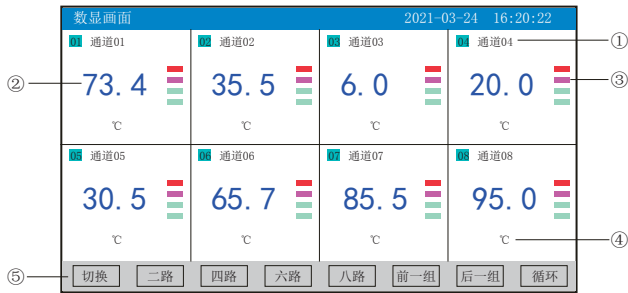 数显画面 2021-03-24 16:20:22
01 通道01 02 通道02 03 通道03 04 通道04 ①
② 73.4 35.5 6.0 20.0 ③
℃ ℃ ℃ ℃
05 通道05 06 通道06 07 通道07 08 通道08
30.5 65.7 85.5 95.0
℃ ℃ ℃ ℃ ④
⑤ 切换 二路 四路 六路 八路 前一组 后一组 循环